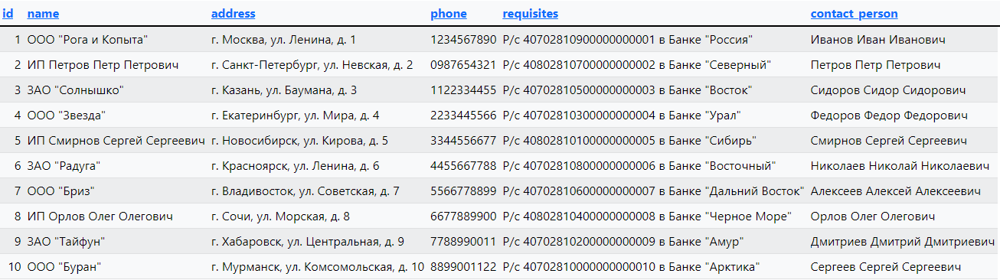 id name address phone requisites contact_person
1 ООО "Рога и Копыта" г. Москва, ул. Ленина, д. 1 1234567890 Р/с 40702810900000000001 в Банке "Россия" Иванов Иван Иванович
2 ИП Петров Петр Петрович г. Санкт-Петербург, ул. Невская, д. 2 0987654321 Р/с 40802810700000000002 в Банке "Северный" Петров Петр Петрович
3 ЗАО "Солнышко" г. Казань, ул. Баумана, д. 3 1122334455 Р/с 40702810500000000003 в Банке "Восток" Сидоров Сидор Сидорович
4 ООО "Звезда" г. Екатеринбург, ул. Мира, д. 4 2233445566 Р/с 40702810300000000004 в Банке "Урал" Федоров Федор Федорович
5 ИП Смирнов Сергей Сергеевич г. Новосибирск, ул. Кирова, д. 5 3344556677 Р/с 40802810100000000005 в Банке "Сибирь" Смирнов Сергей Сергеевич
6 ЗАО "Радуга" г. Красноярск, ул. Ленина, д. 6 4455667788 Р/с 40702810800000000006 в Банке "Восточный" Николаев Николай Николаевич
7 ООО "Бриз" г. Владивосток, ул. Советская, д. 7 5566778899 Р/с 40702810600000000007 в Банке "Дальний Восток" Алексеев Алексей Алексеевич
8 ИП Орлов Олег Олегович г. Сочи, ул. Морская, д. 8 6677889900 Р/с 40802810400000000008 в Банке "Черное Море" Орлов Олег Олегович
9 ЗАО "Тайфун" г. Хабаровск, ул. Центральная, д. 9 7788990011 Р/с 40702810200000000009 в Банке "Амур" Дмитриев Дмитрий Дмитриевич
10 ООО "Буран" г. Мурманск, ул. Комсомольская, д. 10 8899001122 Р/с 40702810000000000010 в Банке "Арктика" Сергеев Сергей Сергеевич